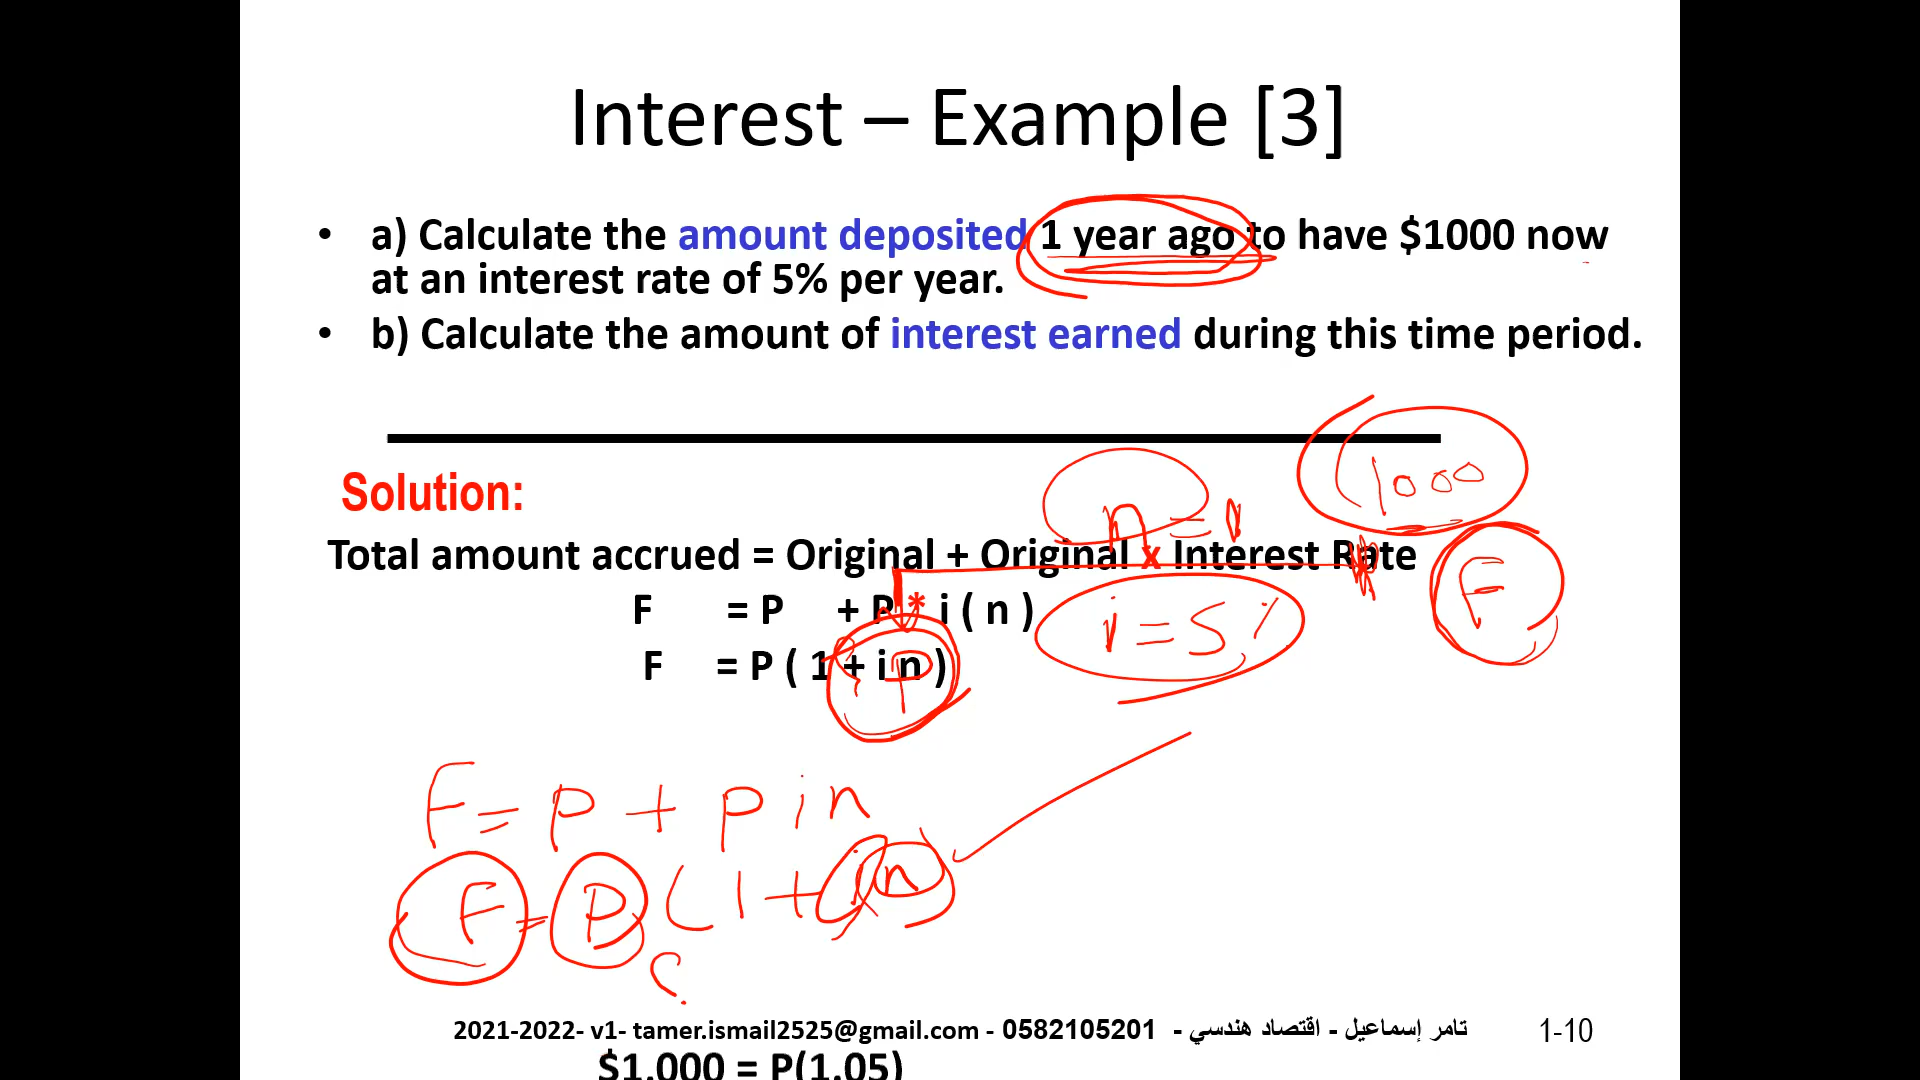 Interest – Example [3]
• a) Calculate the amount deposited 1 year ago to have $1000 now
at an interest rate of 5% per year.
• b) Calculate the amount of interest earned during this time period.
1000
Solution:
n = 1
Total amount accrued = Original + Original x Interest Rate
F
F = P + P * i ( n )
i = 5 %
F = P ( 1 + i n )
? P
F = P + P i n
F = P ( 1 + i n )
?
2021-2022- v1- tamer.ismail2525@gmail.com - 0582105201 - تامر إسماعيل - اقتصاد هندسي
1-10
$1,000 = P(1.05)